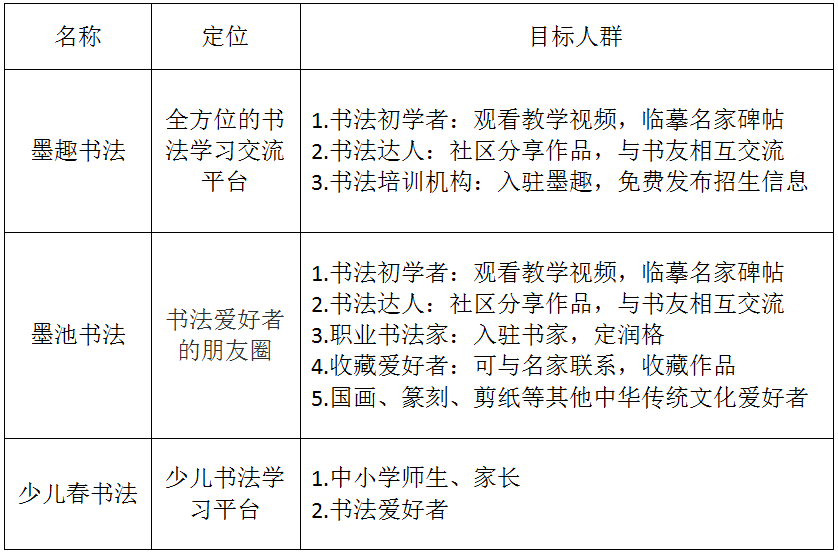 名称
定位
目标人群
墨趣书法
全方位的书
法学习交流
平台
1.书法初学者：观看教学视频，临摹名家碑帖
2.书法达人：社区分享作品，与书友相互交流
3.书法培训机构：入驻墨趣，免费发布招生信息
墨池书法
书法爱好者
的朋友圈
1.书法初学者：观看教学视频，临摹名家碑帖
2.书法达人：社区分享作品，与书友相互交流
3.职业书法家：入驻书家，定润格
4.收藏爱好者：可与名家联系，收藏作品
5.国画、篆刻、剪纸等其他中华传统文化爱好者
少儿春书法
少儿书法学
习平台
1.中小学师生、家长
2.书法爱好者